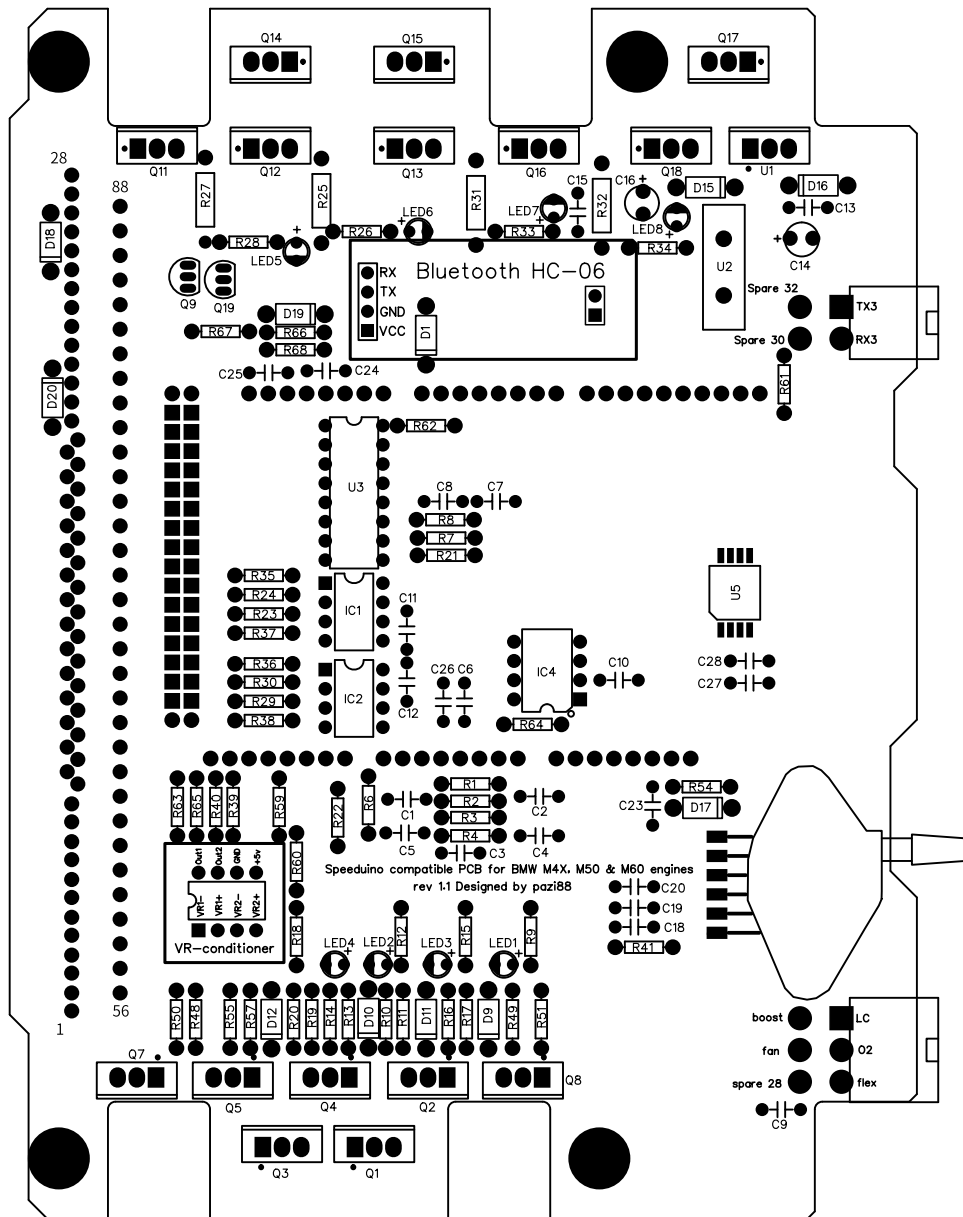 Q14
Q15
Q17
28
88
Q11
Q12
Q13
Q16
Q18
U1
R27
R25
R31
C15
R32
C16
D15
D16
C13
D18
LED6
LED7
LED8
R28
R26
R33
R34
LED5
C14
U2
Q9
Q19
RX
TX
GND
VCC
Bluetooth HC-06
D1
Spare 32
TX3
Spare 30
RX3
D19
R67
R66
R68
C25
C24
D20
R61
R62
U3
C8
C7
R8
R7
R21
R35
R24
R23
R37
IC1
C11
U5
R36
R30
R29
R38
IC2
C12
C26
C6
IC4
C10
R64
C28
C27
R63
R65
R40
R39
R59
R22
R6
C1
C5
R1
R2
R3
R4
C3
C2
C4
R54
C23
D17
Out1
Out2
GND
+5v
VR1-
VR1+
VR2-
VR2+
VR-conditioner
R60
R18
Speeduino compatible PCB for BMW M4X, M50 & M60 engines
rev 1.1 Designed by pazi88
C20
C19
C18
R41
R12
R15
R9
LED4
LED2
LED3
LED1
1
56
R50
R48
R55
R57
D12
R20
R19
R14
R13
D10
R10
R11
D11
R16
R17
D9
R49
R51
boost
LC
fan
O2
spare 28
flex
C9
Q7
Q5
Q4
Q2
Q8
Q3
Q1